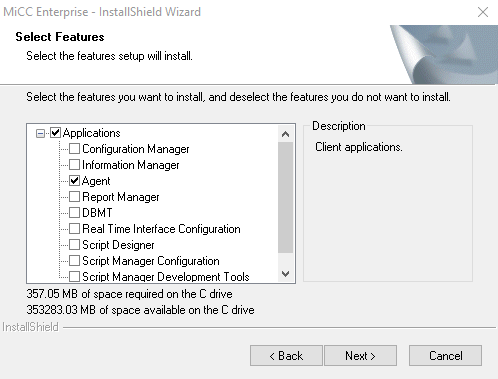 MiCC Enterprise - InstallShield Wizard
Select Features
Select the features setup will install.
Select the features you want to install, and deselect the features you do not want to install.
Applications
Configuration Manager
Information Manager
Agent
Report Manager
DBMT
Real Time Interface Configuration
Script Designer
Script Manager Configuration
Script Manager Development Tools
Description
Client applications.
357.05 MB of space required on the C drive
353283.03 MB of space available on the C drive
InstallShield
< Back
Next >
Cancel